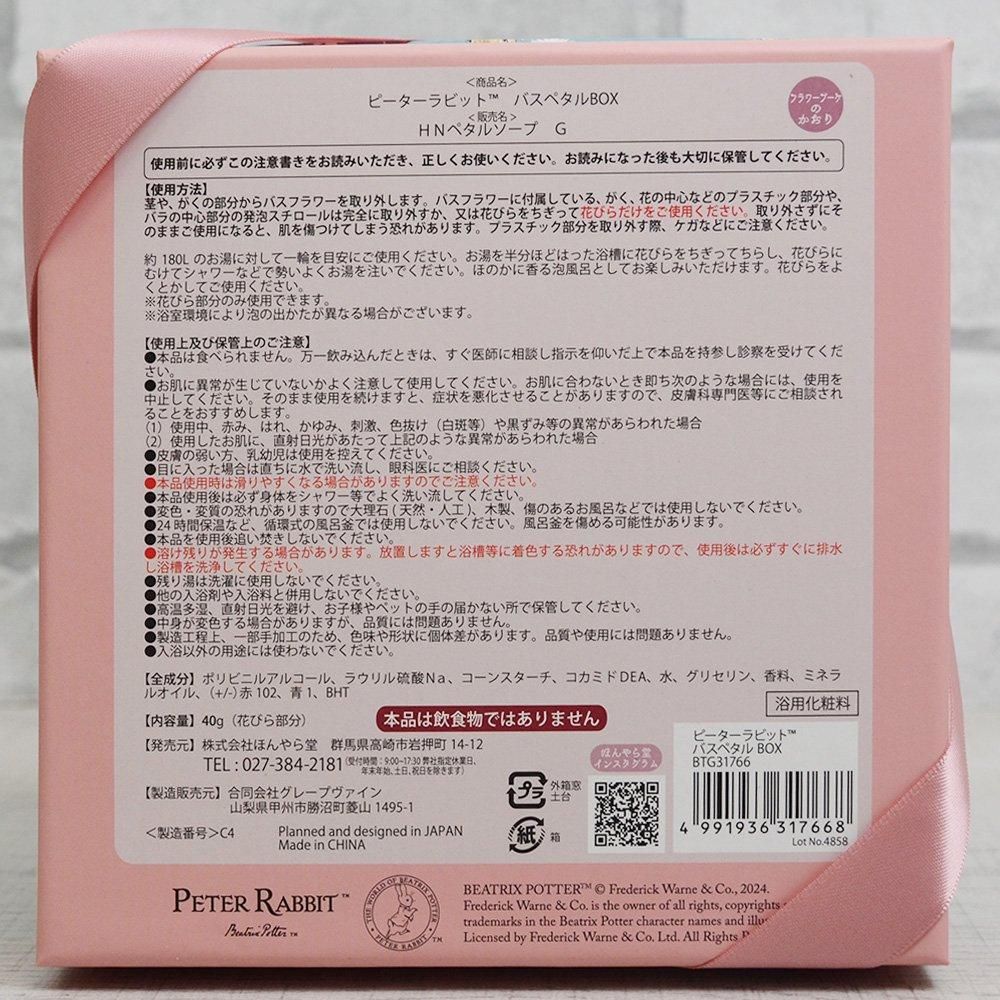 <商品名>
ピーターラビット™ バスペタルBOX
<販売名>
HNペタルソープ G
フラワーブーケ
の
かおり
使用前に必ずこの注意書きをお読みいただき、正しくお使いください。お読みになった後も大切に保管してください。
【使用方法】
茎や、がくの部分からバスフラワーを取り外します。バスフラワーに付属している、がく、花の中心などのプラスチック部分や、
バラの中心部分の発泡スチロールは完全に取り外すか、又は花びらをちぎって花びらだけをご使用ください。取り外さずにそ
のままご使用になると、肌を傷つけてしまう恐れがあります。プラスチック部分を取り外す際、ケガなどにご注意ください。
約180Lのお湯に対して一輪を目安にご使用ください。お湯を半分ほどはった浴槽に花びらをちぎってちらし、花びらに
むけてシャワーなどで勢いよくお湯を注いでください。ほのかに香る泡風呂としてお楽しみいただけます。花びらをよ
くとかしてご使用ください。
※花びら部分のみ使用できます。
※浴室環境により泡の出かたが異なる場合がございます。
【使用上及び保管上のご注意】
●本品は食べられません。万一飲み込んだときは、すぐ医師に相談し指示を仰いだ上で本品を持参し診察を受けてくだ
さい。
●お肌に異常が生じていないかよく注意して使用してください。お肌に合わないとき即ち次のような場合には、使用を
中止してください。そのまま使用を続けますと、症状を悪化させることがありますので、皮膚科専門医等にご相談され
ることをおすすめします。
(1) 使用中、赤み、はれ、かゆみ、刺激、色抜け(白斑等)や黒ずみ等の異常があらわれた場合
(2) 使用したお肌に、直射日光があたって上記のような異常があらわれた場合
●皮膚の弱い方、乳幼児は使用を控えてください。
●目に入った場合は直ちに水で洗い流し、眼科医にご相談ください。
●本品使用時は滑りやすくなる場合がありますのでご注意ください。
●本品使用後は必ず身体をシャワー等でよく洗い流してください。
●変色・変質の恐れがありますので大理石(天然・人工)、木製、傷のあるお風呂などでは使用しないでください。
●24時間保温など、循環式の風呂釜では使用しないでください。風呂釜を傷める可能性があります。
●本品を使用後追い焚きしないでください。
●溶け残りが発生する場合があります。放置しますと浴槽等に着色する恐れがありますので、使用後は必ずすぐに排水
し浴槽を洗浄してください。
●残り湯は洗濯に使用しないでください。
●他の入浴剤や入浴料と併用しないでください。
●高温多湿、直射日光を避け、お子様やペットの手の届かない所で保管してください。
●中身が変色する場合がありますが、品質には問題ありません。
●製造工程上、一部手加工のため、色味や形状に個体差があります。品質や使用には問題ありません。
●入浴以外の用途には使わないでください。
【全成分】ポリビニルアルコール、ラウリル硫酸Na、コーンスターチ、コカミドDEA、水、グリセリン、香料、ミネラ
ルオイル、(+/-)赤102、青1、BHT
浴用化粧料
【内容量】40g(花びら部分)
本品は飲食物ではありません
【発売元】株式会社ほんやら堂 群馬県高崎市岩押町14-12
TEL:027-384-2181(受付時間:9:00~17:30 弊社指定休業日、
年末年始、土日、祝日を除きます)
【製造販売元】合同会社グレープヴァイン
山梨県甲州市勝沼町菱山1495-1
<製造番号>C4
Planned and designed in JAPAN
Made in CHINA
プラ
外箱窓
土台
紙
箱
ほんやら堂
インスタグラム
ピーターラビット™
バスペタル BOX
BTG31766
4 991936 317668
Lot No.4858
PETER RABBIT™
Beatrix Potter™
THE WORLD OF BEATRIX POTTER
PETER RABBIT
BEATRIX POTTER™ © Frederick Warne & Co., 2024.
Frederick Warne & Co. is the owner of all rights, copyrights
trademarks in the Beatrix Potter character names and
Licensed by Frederick Warne & Co. Ltd. All Rights